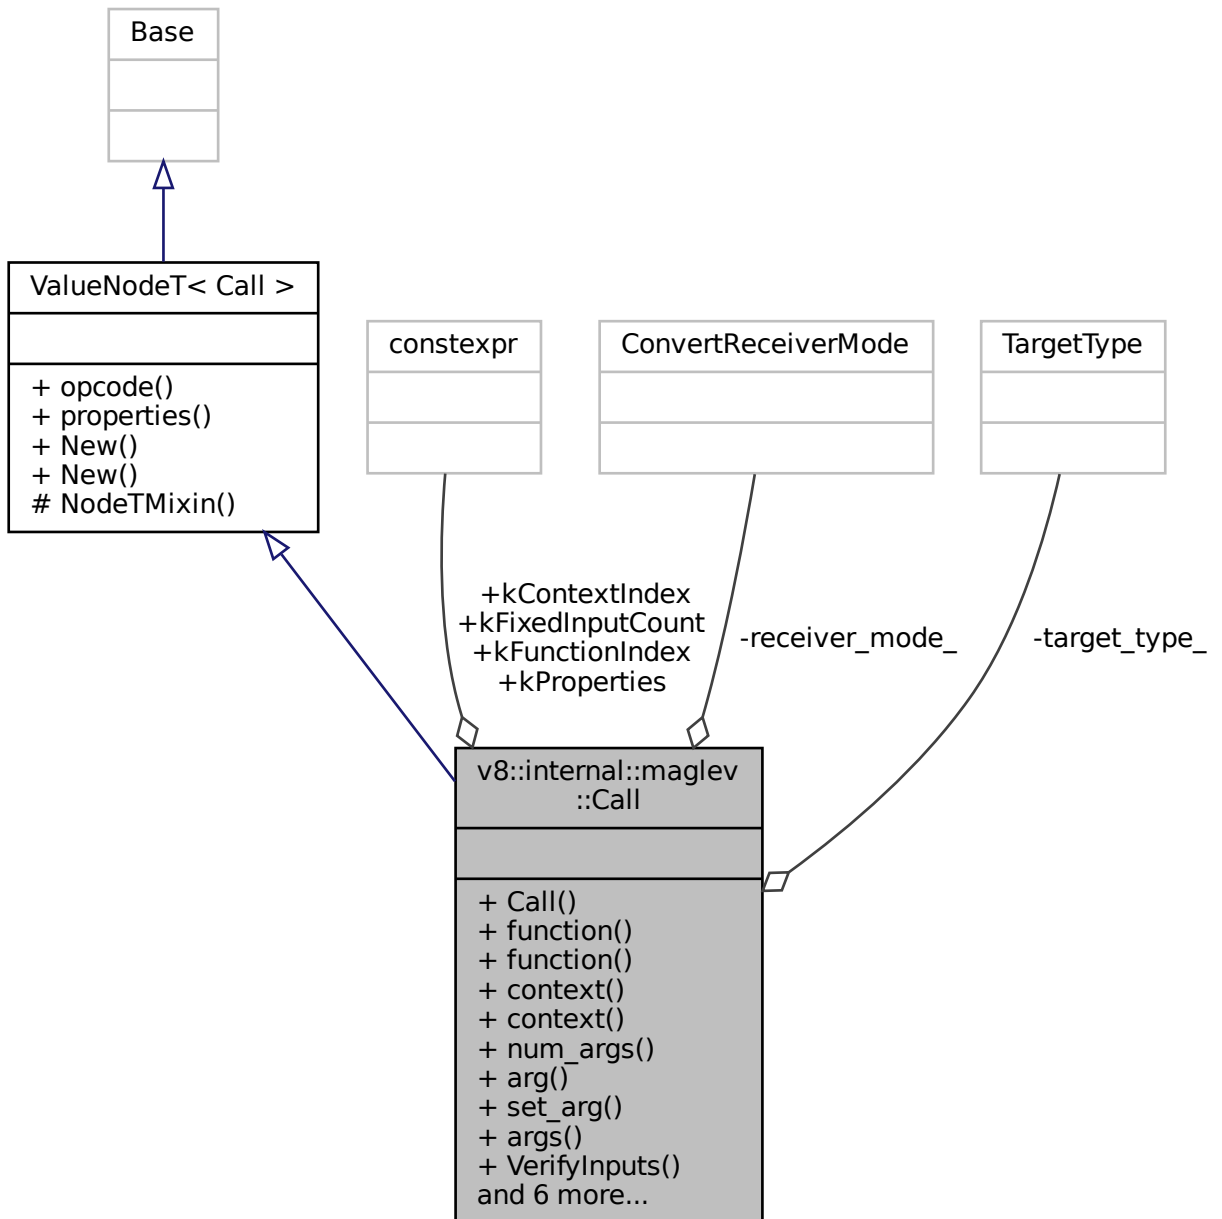 Base
ValueNodeT< Call >
+ opcode()
+ properties()
+ New()
+ New()
# NodeTMixin()
constexpr
ConvertReceiverMode
TargetType
+kContextIndex
+kFixedInputCount
+kFunctionIndex
+kProperties
-receiver_mode_
-target_type_
v8::internal::maglev
::Call
+ Call()
+ function()
+ function()
+ context()
+ context()
+ num_args()
+ arg()
+ set_arg()
+ args()
+ VerifyInputs()
and 6 more...